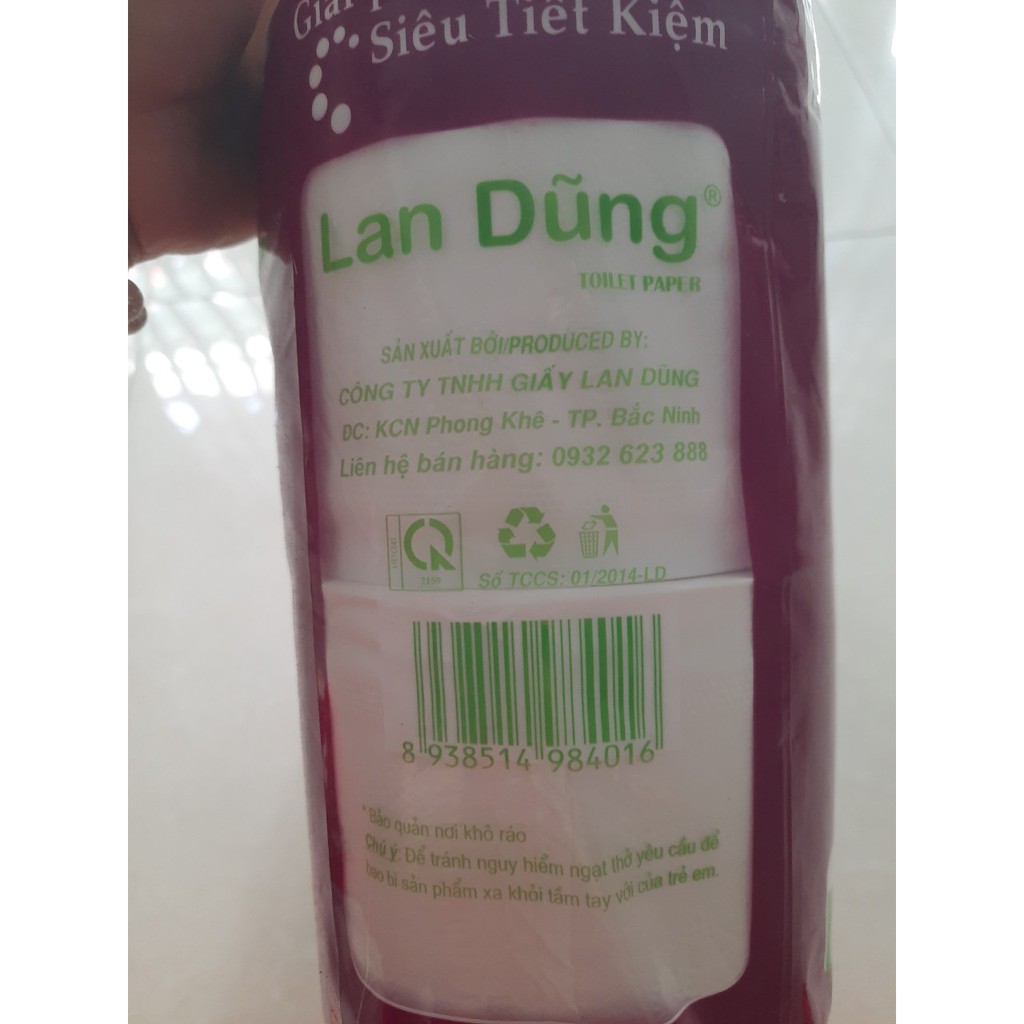 Siêu Tiết Kiệm
Lan Dũng®
TOILET PAPER
SẢN XUẤT BỞI/PRODUCED BY:
CÔNG TY TNHH GIẤY LAN DŨNG
ĐC: KCN Phong Khê - TP. Bắc Ninh
Liên hệ bán hàng: 0932 623 888
2159
Số TCCS: 01/2014-LD
8 938514 984016
* Bảo quản nơi khô ráo
Chú ý: Để tránh nguy hiểm ngạt thở yêu cầu để
bao bì sản phẩm xa khỏi tầm tay với của trẻ em.